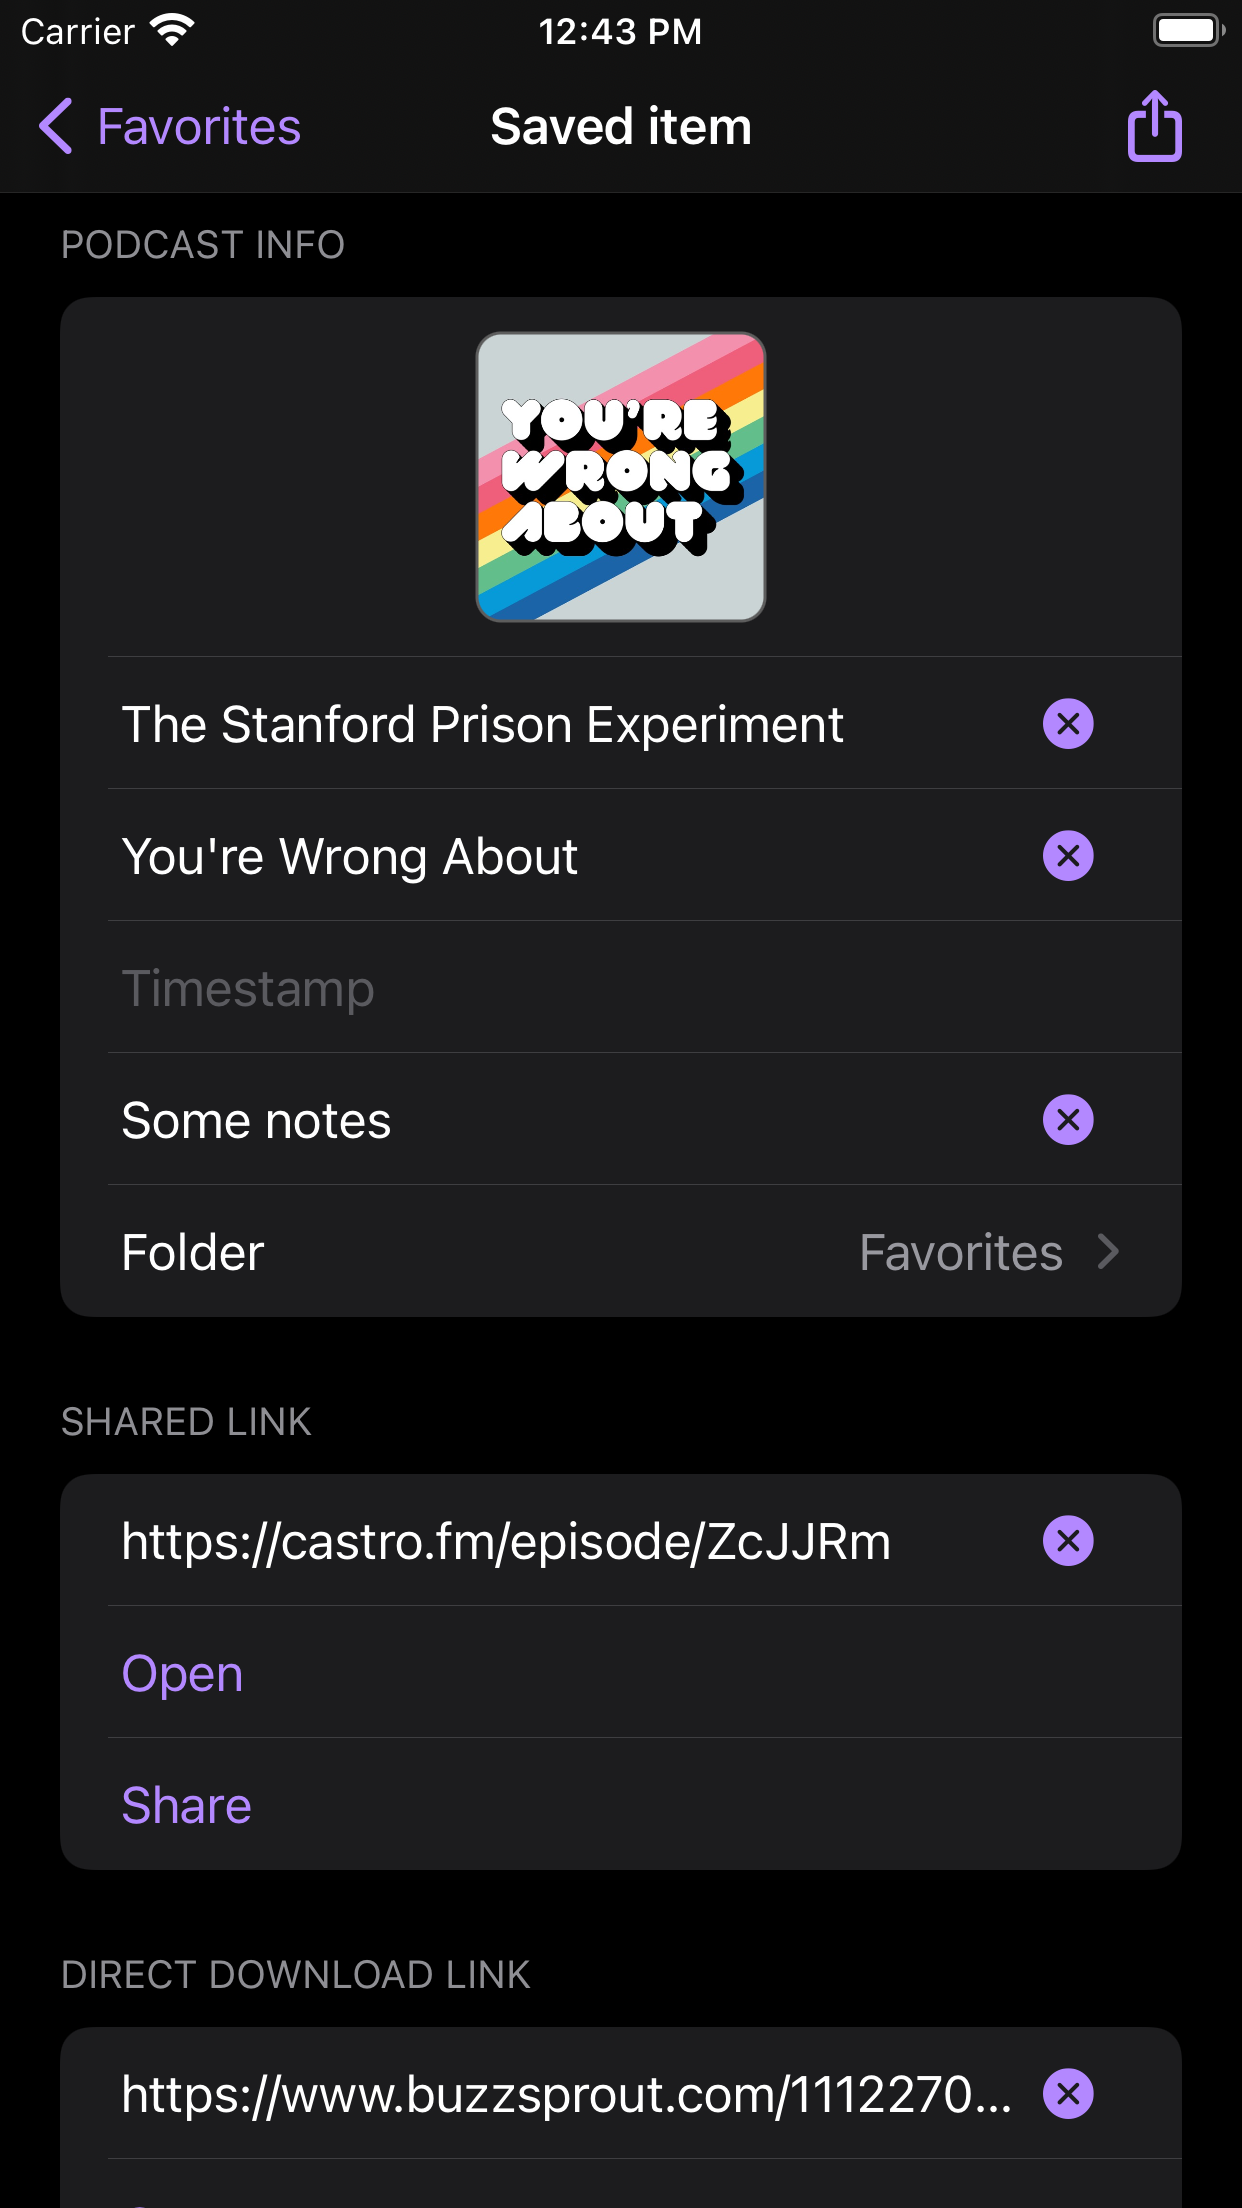 Carrier
12:43 PM
Favorites
Saved item
PODCAST INFO
YOU'RE
WRONG
ABOUT
The Stanford Prison Experiment
You're Wrong About
Timestamp
Some notes
Folder
Favorites
SHARED LINK
https://castro.fm/episode/ZcJJRm
Open
Share
DIRECT DOWNLOAD LINK
https://www.buzzsprout.com/1112270...